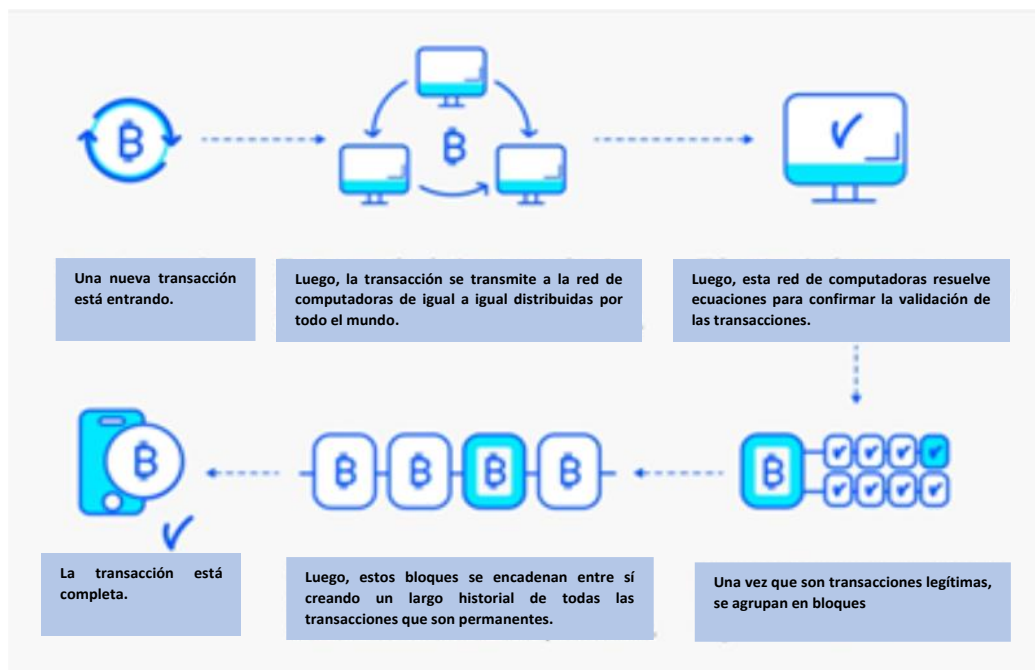 Una nueva transacción
está entrando.
Luego, la transacción se transmite a la red de
computadoras de igual a igual distribuidas por
todo el mundo.
Luego, esta red de computadoras resuelve
ecuaciones para confirmar la validación de
las transacciones.
La transacción está
completa.
Luego, estos bloques se encadenan entre sí
creando un largo historial de todas las
transacciones que son permanentes.
Una vez que son transacciones legítimas,
se agrupan en bloques